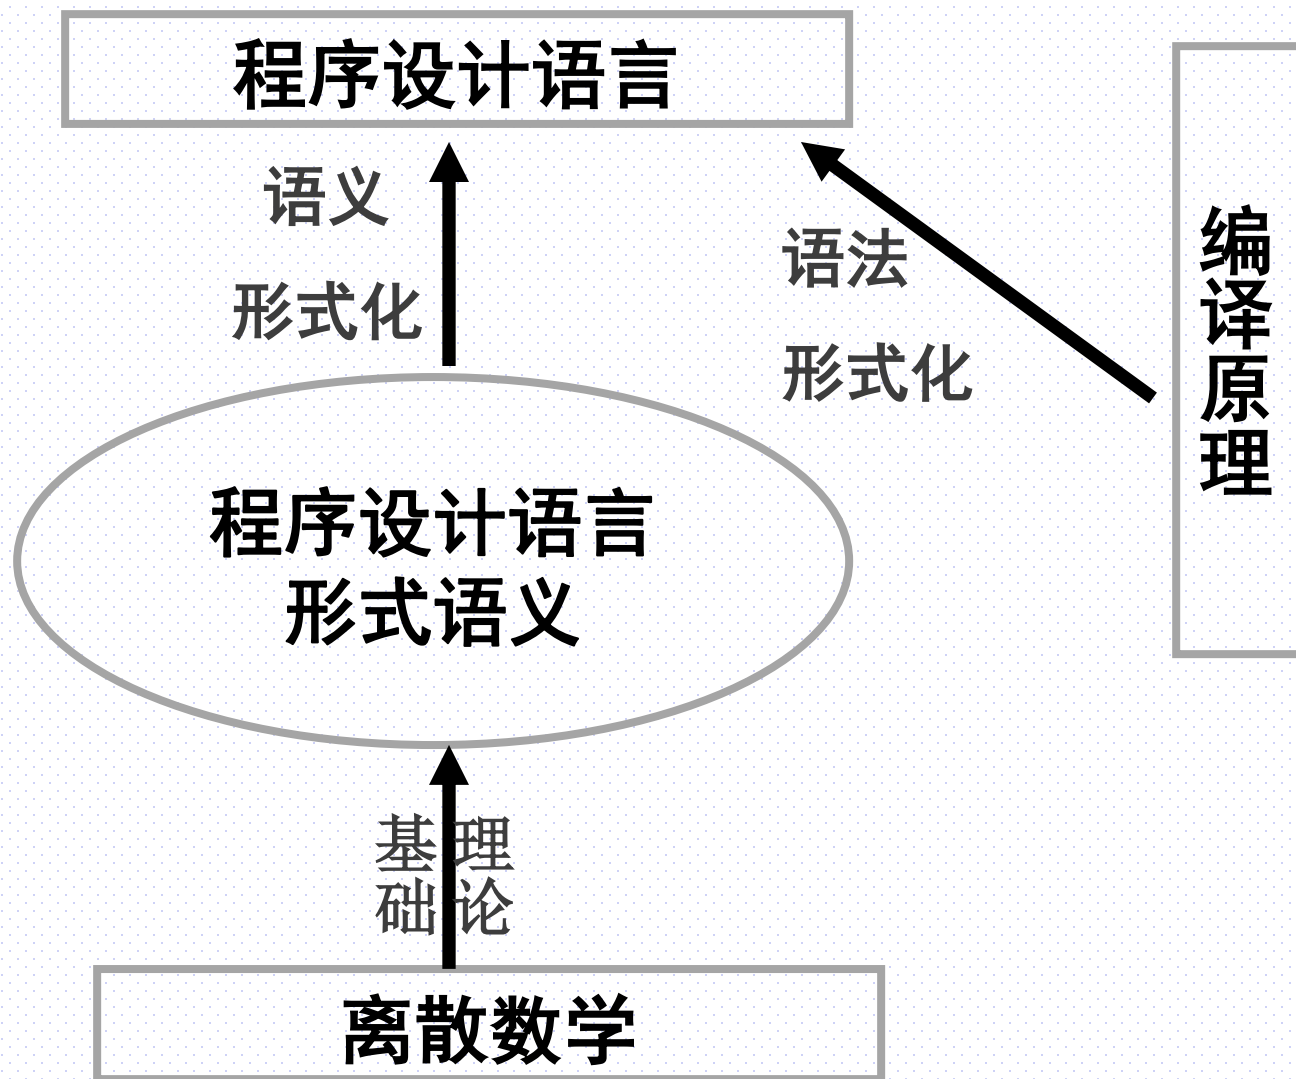 程序设计语言
语义
形式化
语法
形式化
编译原理
程序设计语言
形式语义
基 理
础 论
离散数学